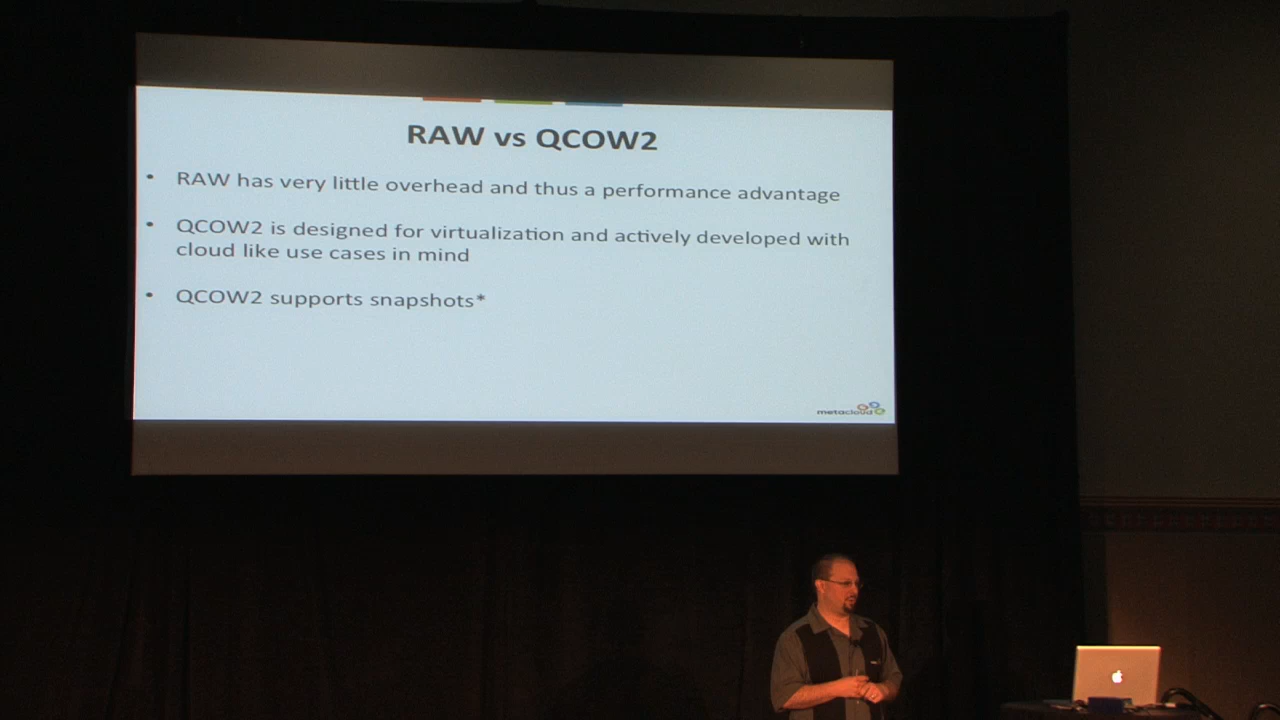 RAW vs QCOW2
• RAW has very little overhead and thus a performance advantage
• QCOW2 is designed for virtualization and actively developed with
cloud like use cases in mind
• QCOW2 supports snapshots*
metacloud